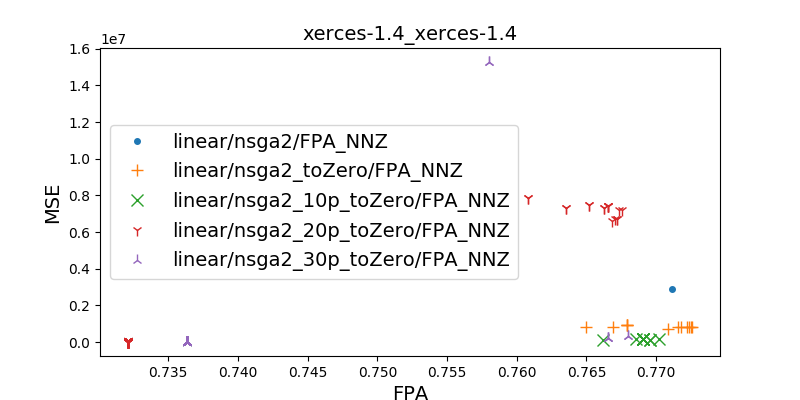 xerces-1.4_xerces-1.4
1e7
1.6
1.4
1.2
1.0
0.8
0.6
0.4
0.2
0.0
MSE
linear/nsga2/FPA_NNZ
linear/nsga2_toZero/FPA_NNZ
linear/nsga2_10p_toZero/FPA_NNZ
linear/nsga2_20p_toZero/FPA_NNZ
linear/nsga2_30p_toZero/FPA_NNZ
0.735 0.740 0.745 0.750 0.755 0.760 0.765 0.770
FPA